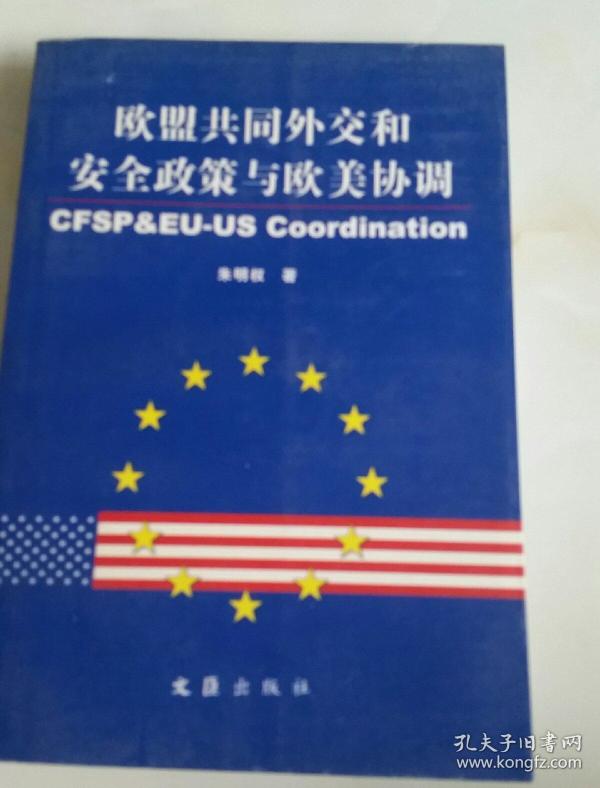 欧盟共同外交和
安全政策与欧美协调
CFSP&EU-US Coordination
朱明权 著
文汇出版社
孔夫子旧书网
www.kongfz.com